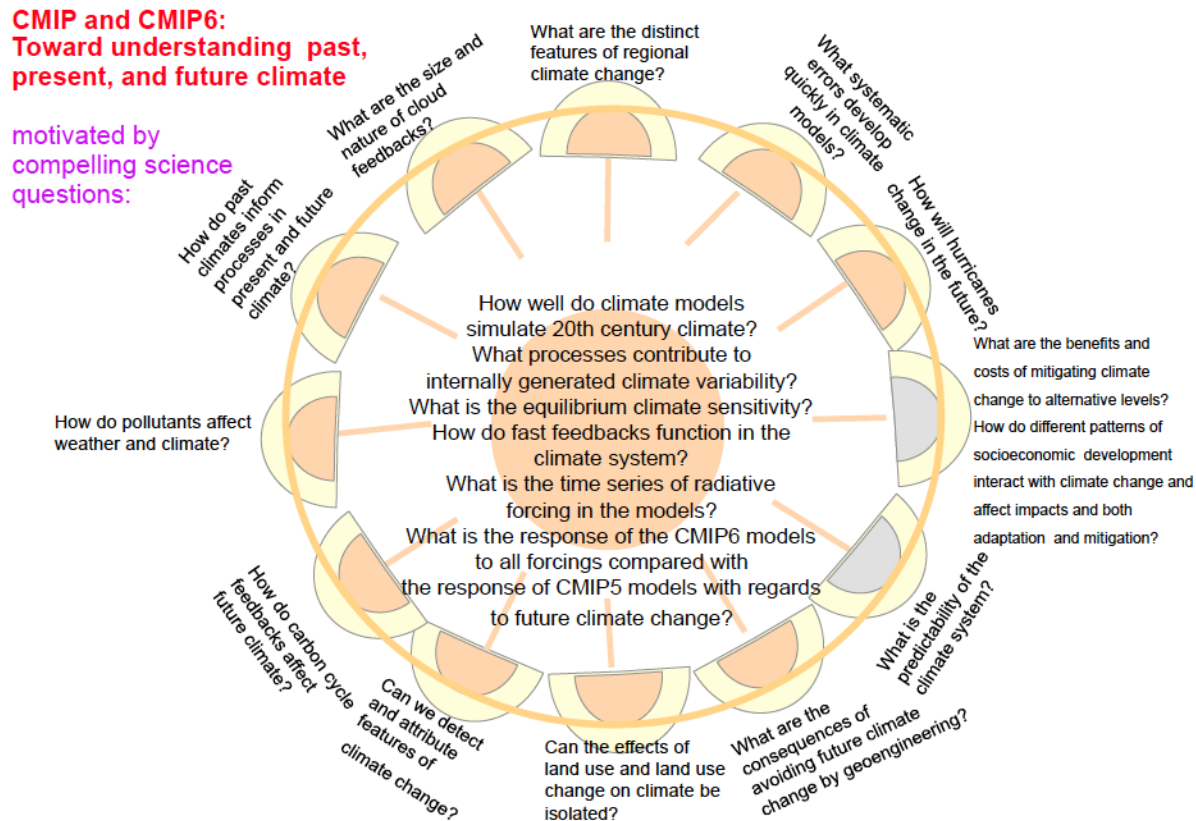 CMIP and CMIP6:
Toward understanding past,
present, and future climate
motivated by
compelling science
questions:
What are the distinct
features of regional
climate change?
What systematic
errors develop
quickly in climate
models?
How will hurricanes
change in the future?
What are the benefits and
costs of mitigating climate
change to alternative levels?
How do different patterns of
socioeconomic development
interact with climate change and
affect impacts and both
adaptation and mitigation?
What is the
predictability of the
climate system?
What are the
consequences of
avoiding future climate
change by geoengineering?
Can the effects of
land use and land use
change on climate be
isolated?
Can we detect
and attribute
features of
climate change?
How do carbon cycle
feedbacks affect
future climate?
How do pollutants affect
weather and climate?
How do past
climates inform
processes in
present and future
climate?
What are the size and
nature of cloud
feedbacks?
How well do climate models
simulate 20th century climate?
What processes contribute to
internally generated climate variability?
What is the equilibrium climate sensitivity?
How do fast feedbacks function in the
climate system?
What is the time series of radiative
forcing in the models?
What is the response of the CMIP6 models
to all forcings compared with
the response of CMIP5 models with regards
to future climate change?